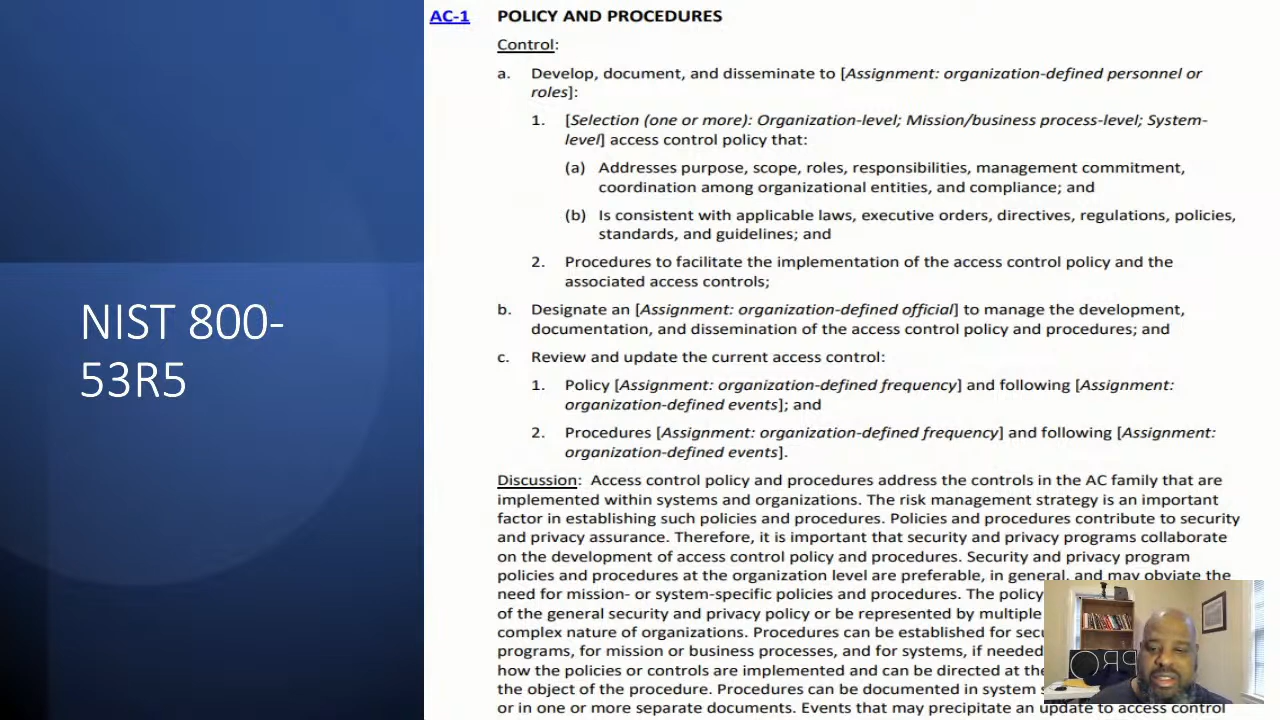 NIST 800-
53R5
AC-1 POLICY AND PROCEDURES
Control:
a. Develop, document, and disseminate to [Assignment: organization-defined personnel or
roles]:
1. [Selection (one or more): Organization-level; Mission/business process-level; System-
level] access control policy that:
(a) Addresses purpose, scope, roles, responsibilities, management commitment,
coordination among organizational entities, and compliance; and
(b) Is consistent with applicable laws, executive orders, directives, regulations, policies,
standards, and guidelines; and
2. Procedures to facilitate the implementation of the access control policy and the
associated access controls;
b. Designate an [Assignment: organization-defined official] to manage the development,
documentation, and dissemination of the access control policy and procedures; and
c. Review and update the current access control:
1. Policy [Assignment: organization-defined frequency] and following [Assignment:
organization-defined events]; and
2. Procedures [Assignment: organization-defined frequency] and following [Assignment:
organization-defined events].
Discussion: Access control policy and procedures address the controls in the AC family that are
implemented within systems and organizations. The risk management strategy is an important
factor in establishing such policies and procedures. Policies and procedures contribute to security
and privacy assurance. Therefore, it is important that security and privacy programs collaborate
on the development of access control policy and procedures. Security and privacy program
policies and procedures at the organization level are preferable, in general, and may obviate the
need for mission- or system-specific policies and procedures. The policy
of the general security and privacy policy or be represented by multiple
complex nature of organizations. Procedures can be established for secu
programs, for mission or business processes, and for systems, if needed
how the policies or controls are implemented and can be directed at the
the object of the procedure. Procedures can be documented in system
or in one or more separate documents. Events that may precipitate an update to access control